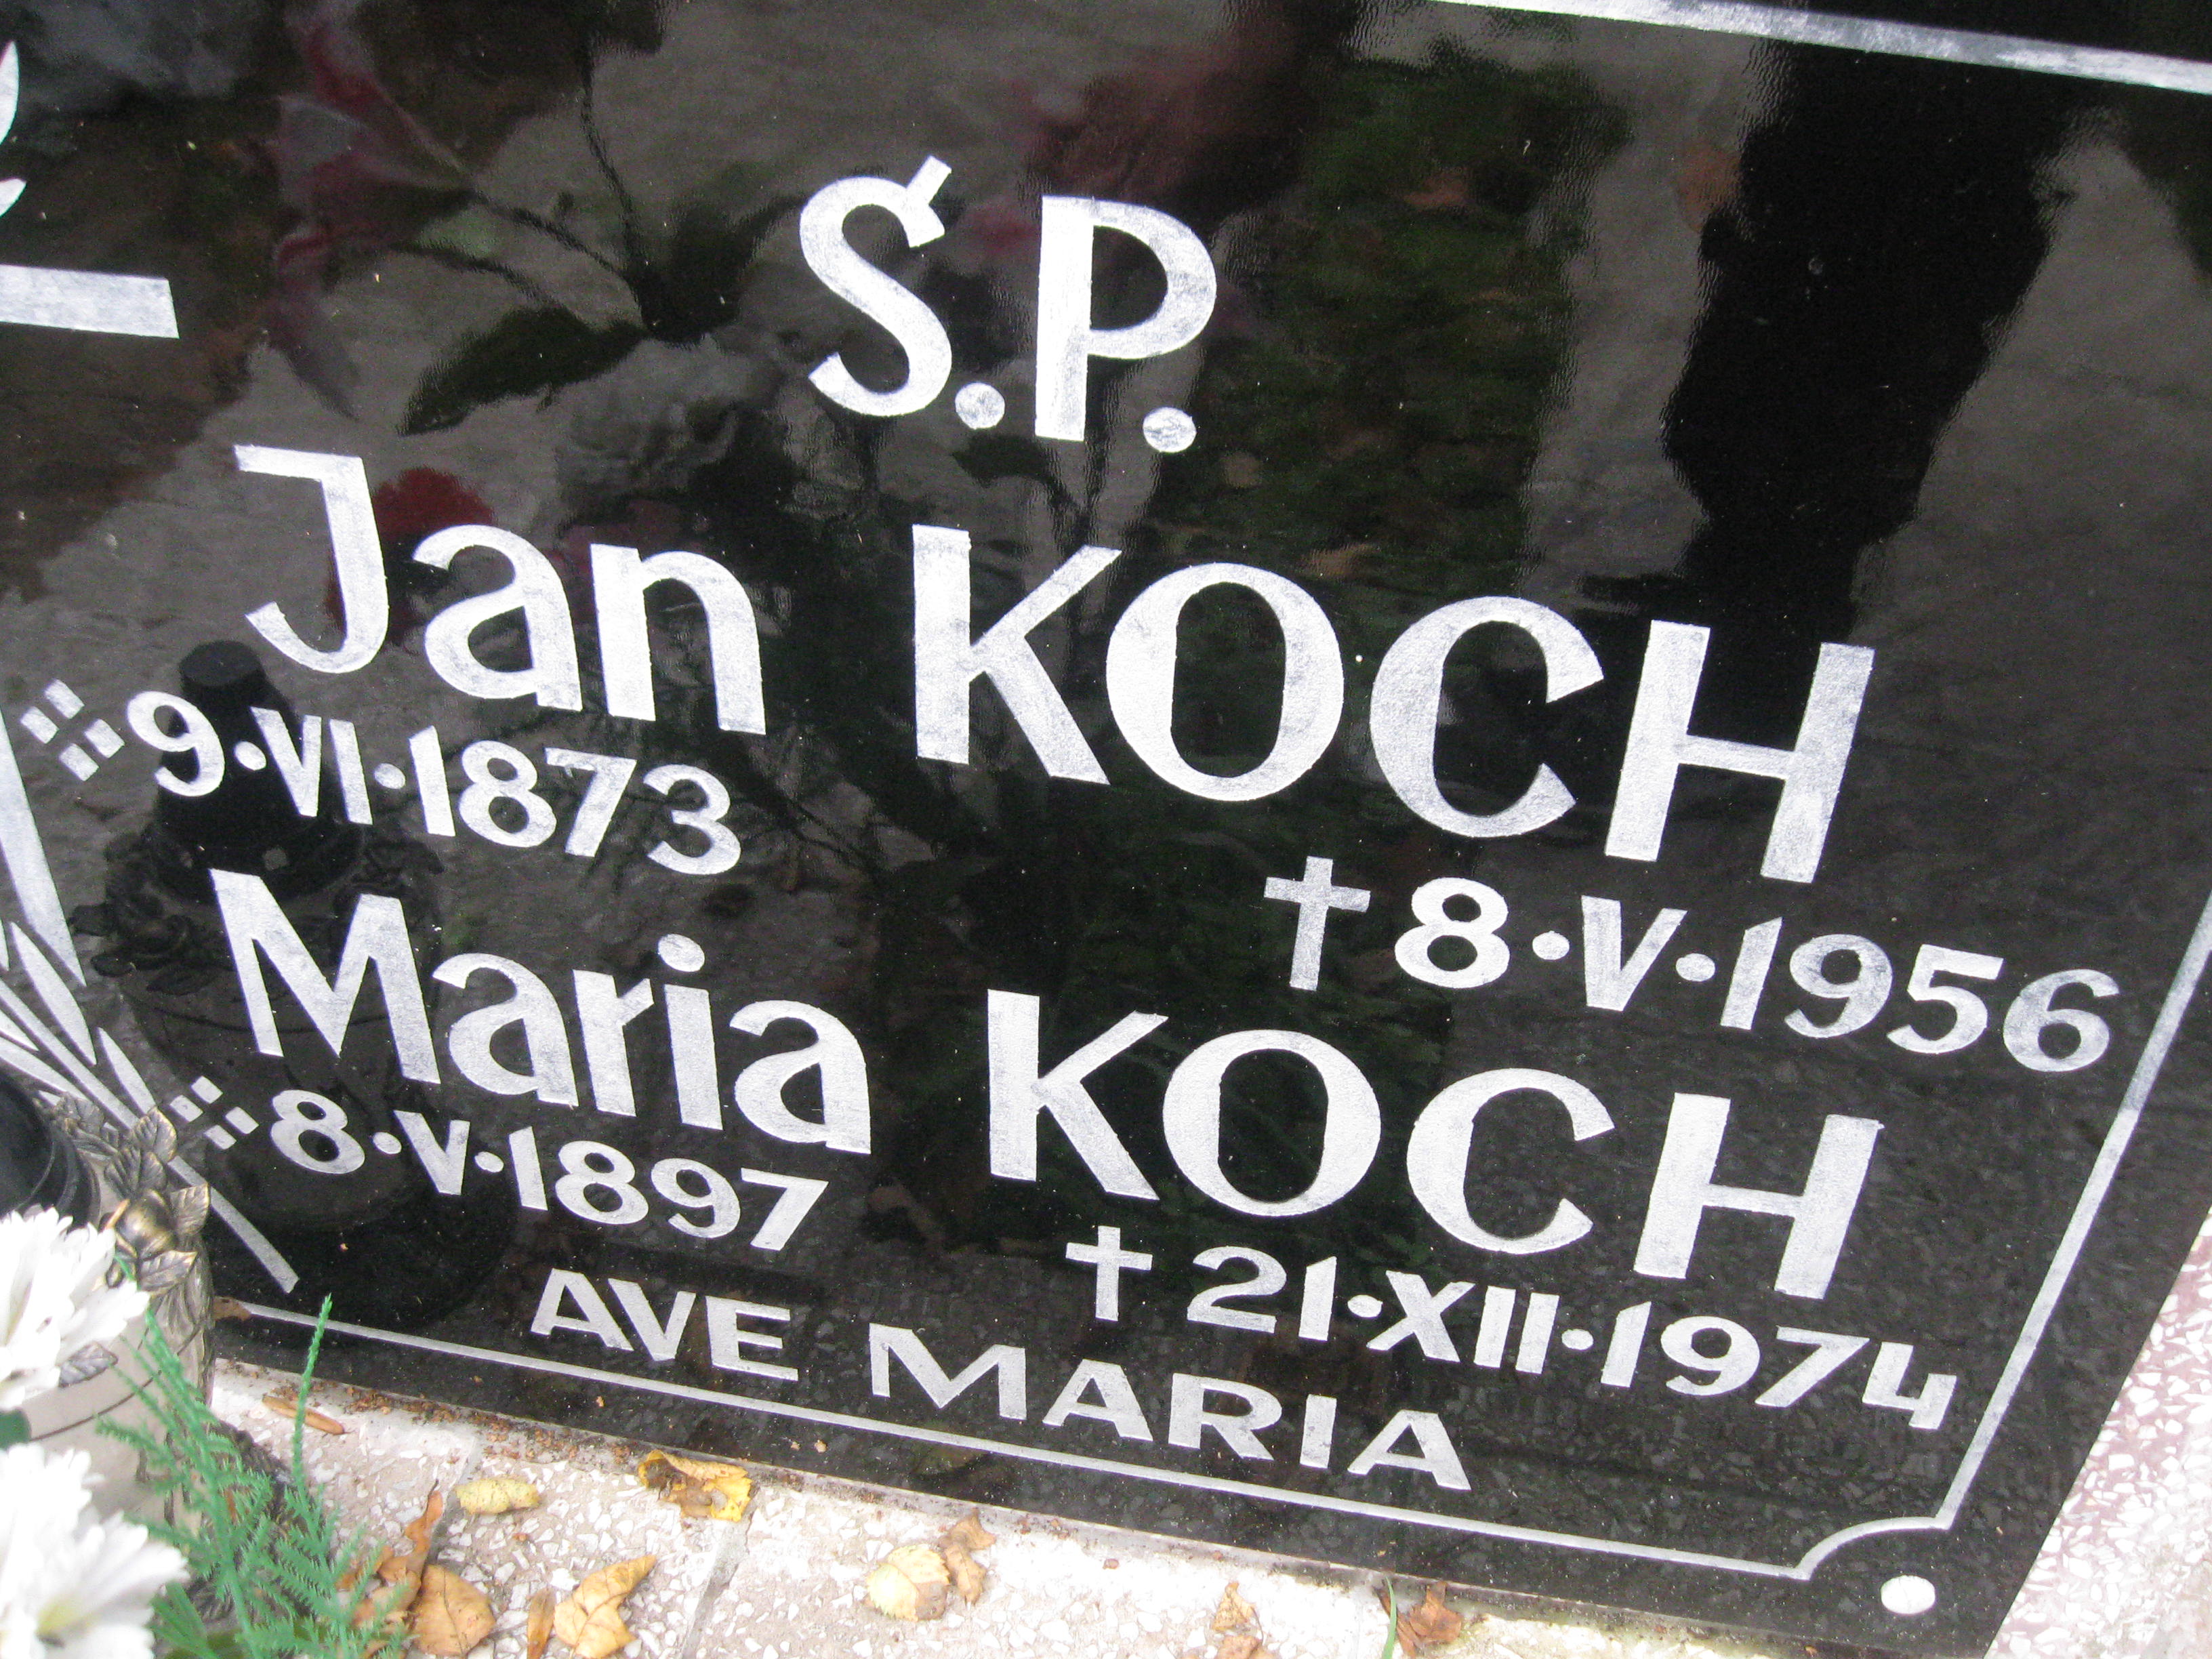 Ś.P.
Jan KOCH
9·VI·1873
†8·V·1956
Maria KOCH
8·V·1897
†21·XII·1974
AVE MARIA